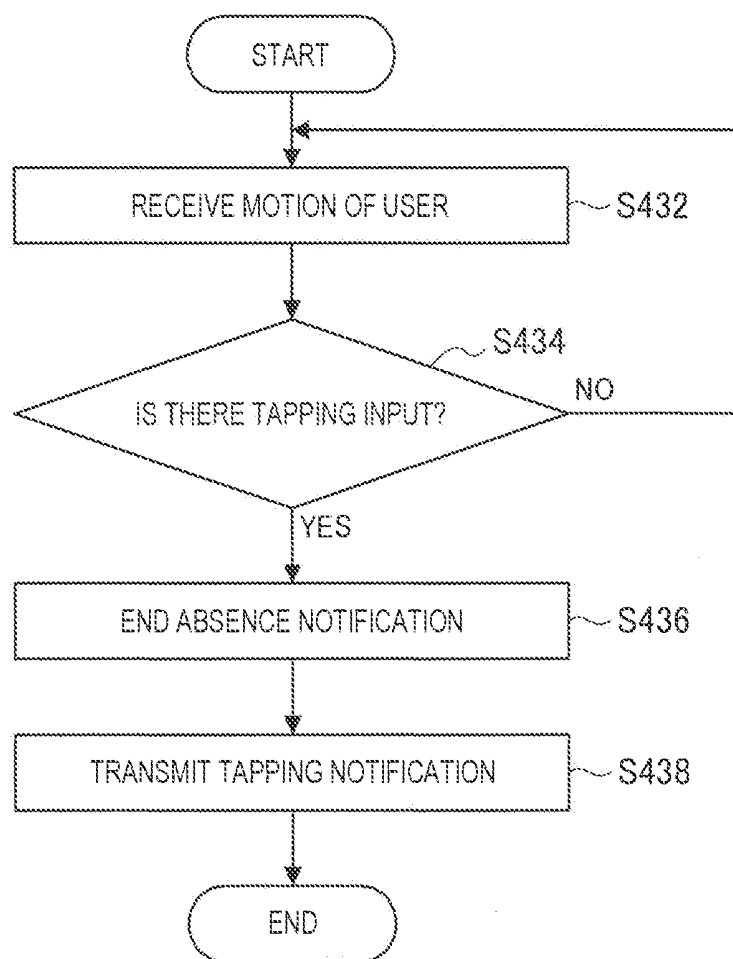 START
RECEIVE MOTION OF USER
S432
S434
IS THERE TAPPING INPUT?
NO
YES
END ABSENCE NOTIFICATION
S436
TRANSMIT TAPPING NOTIFICATION
S438
END